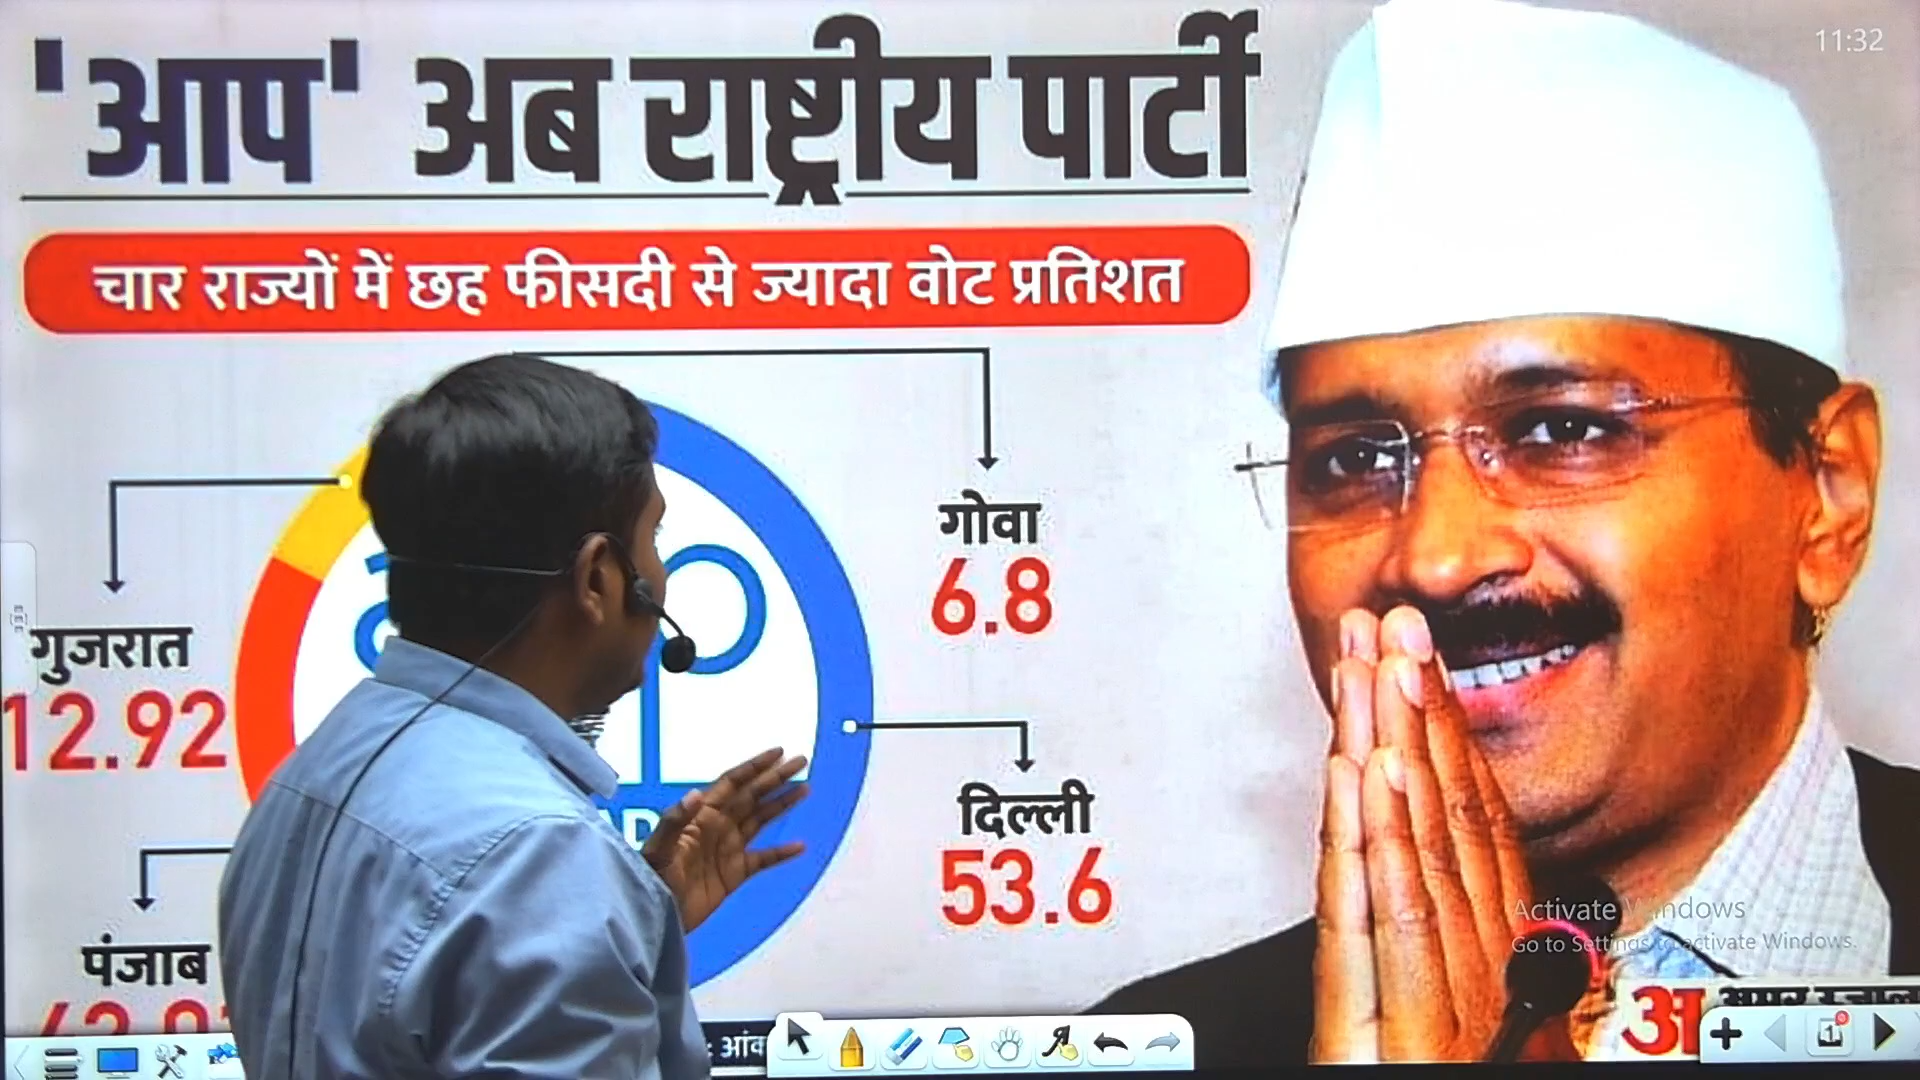 11:32
'आप' अब राष्ट्रीय पार्टी
चार राज्यों में छह फीसदी से ज्यादा वोट प्रतिशत
गोवा
6.8
गुजरात
12.92
दिल्ली
53.6
पंजाब
Activate Windows
Go to Settings to activate Windows.
अ
1